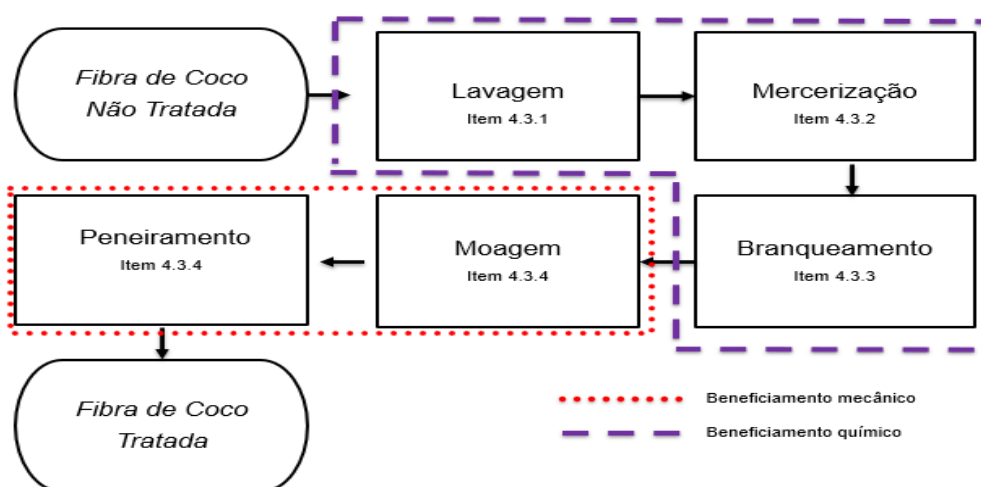 Fibra de Coco
Não Tratada
Lavagem
Item 4.3.1
Mercerização
Item 4.3.2
Branqueamento
Item 4.3.3
Moagem
Item 4.3.4
Peneiramento
Item 4.3.4
Fibra de Coco
Tratada
Beneficiamento mecânico
Beneficiamento químico